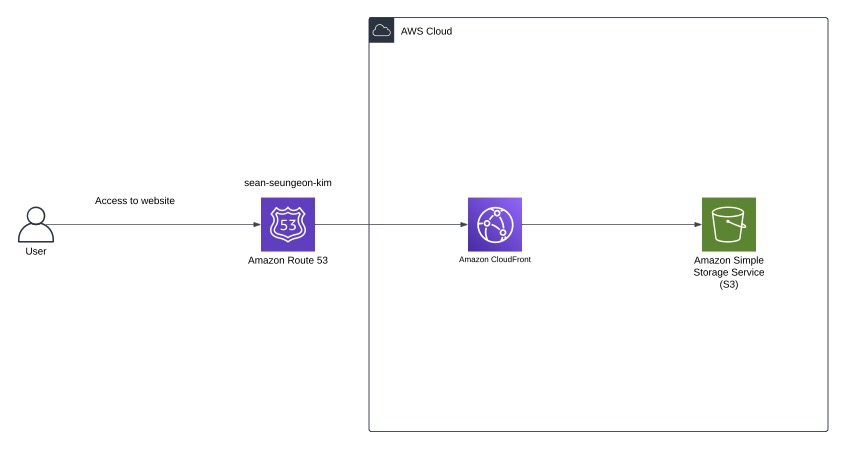 AWS Cloud
sean-seungeon-kim
Access to website
53
User
Amazon Route 53
Amazon CloudFront
Amazon Simple
Storage Service
(S3)